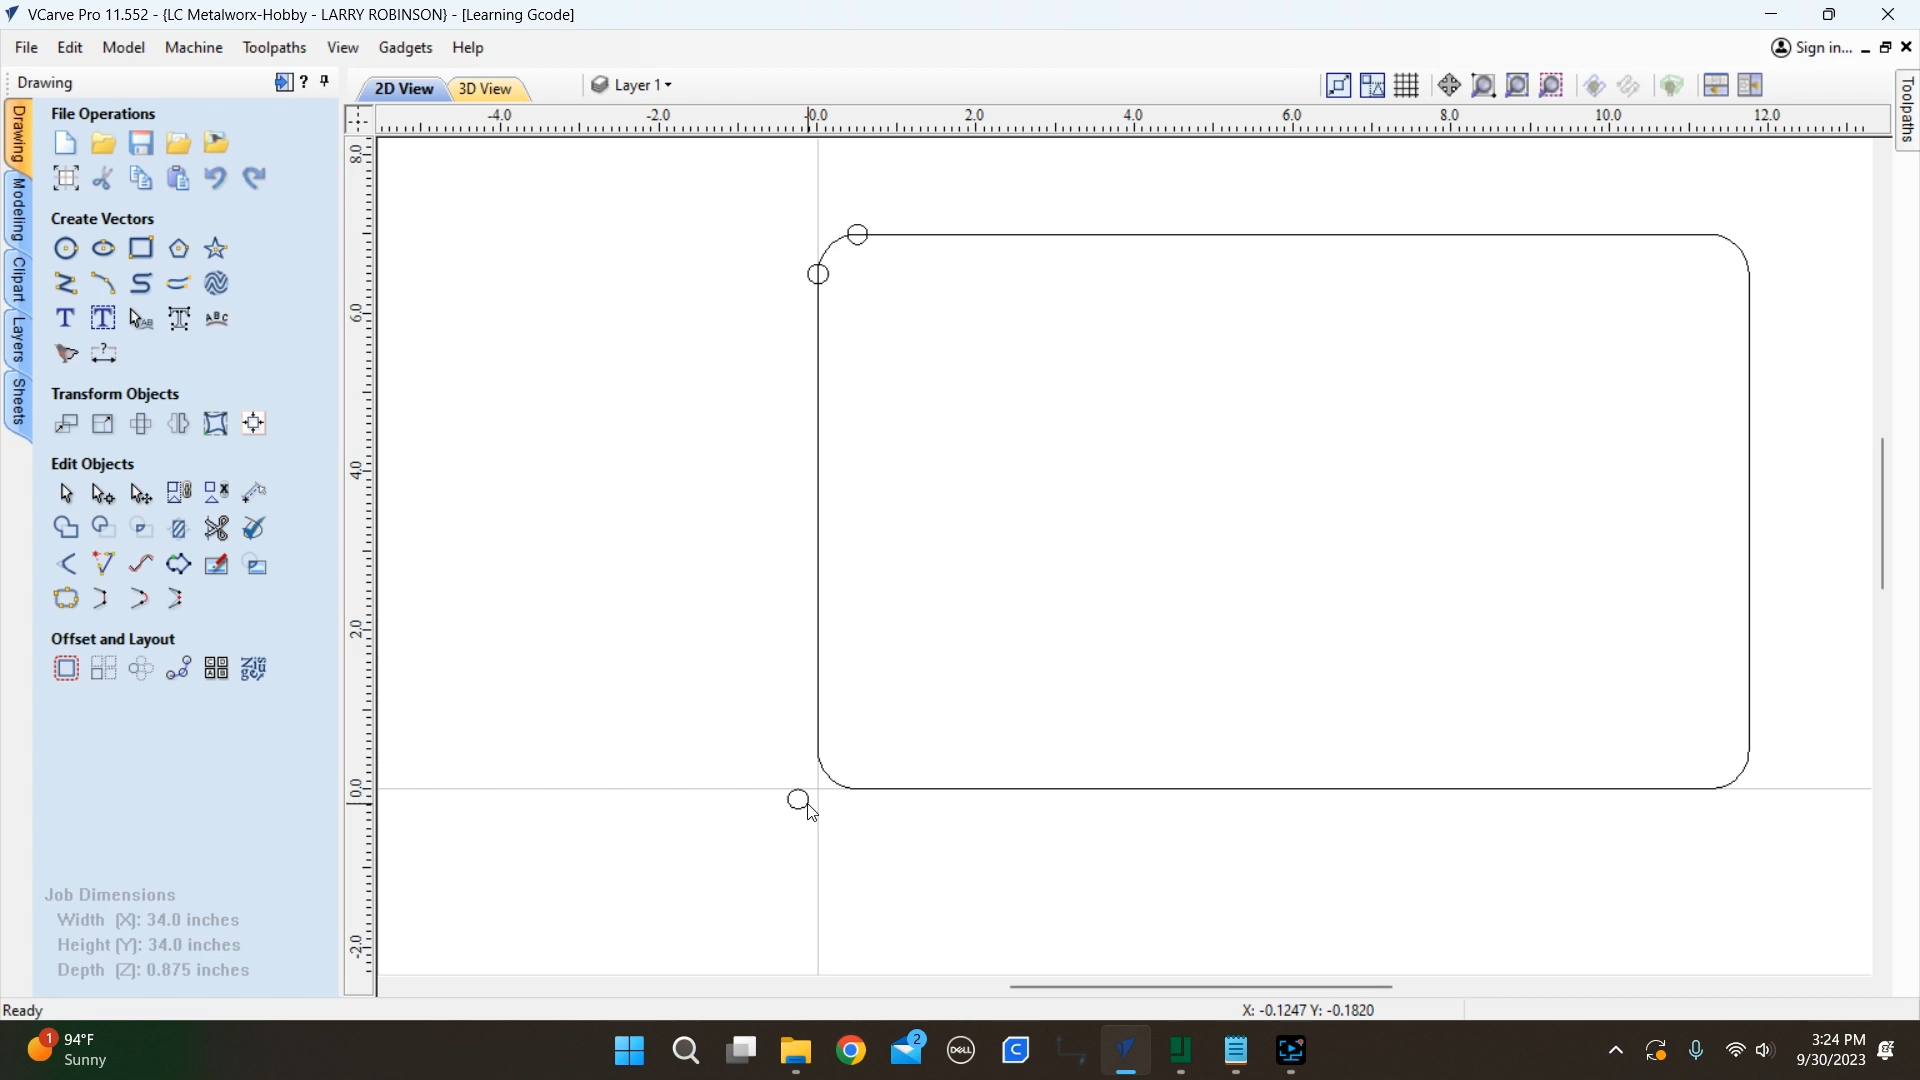 VCarve Pro 11.552 - {LC Metalworx-Hobby - LARRY ROBINSON} - [Learning Gcode]
File Edit Model Machine Toolpaths View Gadgets Help
Sign in...
Drawing
?
2D View
3D View
Layer 1
Toolpaths
-4.0 -2.0 0.0 2.0 4.0 6.0 8.0 10.0 12.0
8.0
6.0
4.0
2.0
0.0
-2.0
Drawing
Modeling
Clipart
Layers
Sheets
File Operations
Create Vectors
T T AB T ABC
?
Transform Objects
Edit Objects
Offset and Layout
Job Dimensions
Width (X): 34.0 inches
Height (Y): 34.0 inches
Depth (Z): 0.875 inches
Ready
X: -0.1247 Y: -0.1820
1
94°F
Sunny
2
DELL
C
3:24 PM
9/30/2023